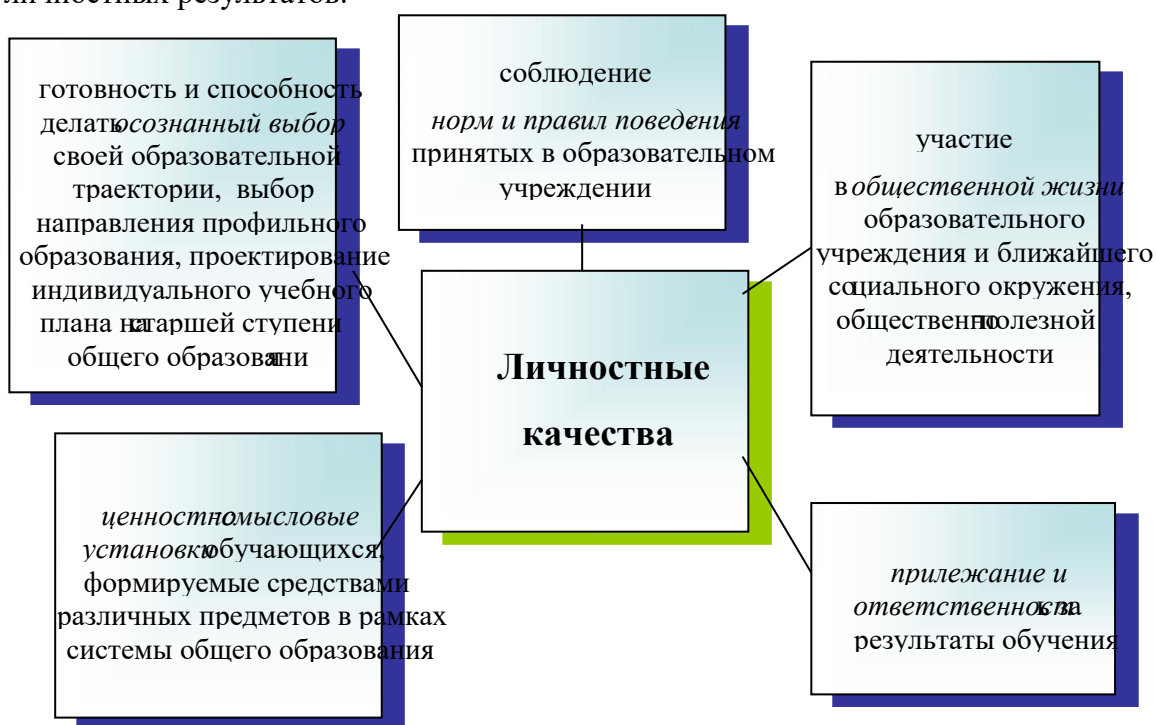 личностных результатов.
готовность и способность
делать осознанный выбор
своей образовательной
траектории, выбор
направления профильного
образования, проектирование
индивидуального учебного
плана на старшей ступени
общего образования
соблюдение
норм и правил поведения,
принятых в образовательном
учреждении
участие
в общественной жизни
образовательного
учреждения и ближайшего
социального окружения,
общественно-полезной
деятельности
Личностные
качества
ценностно-смысловые
установки обучающихся,
формируемые средствами
различных предметов в рамках
системы общего образования
прилежание и
ответственность за
результаты обучения